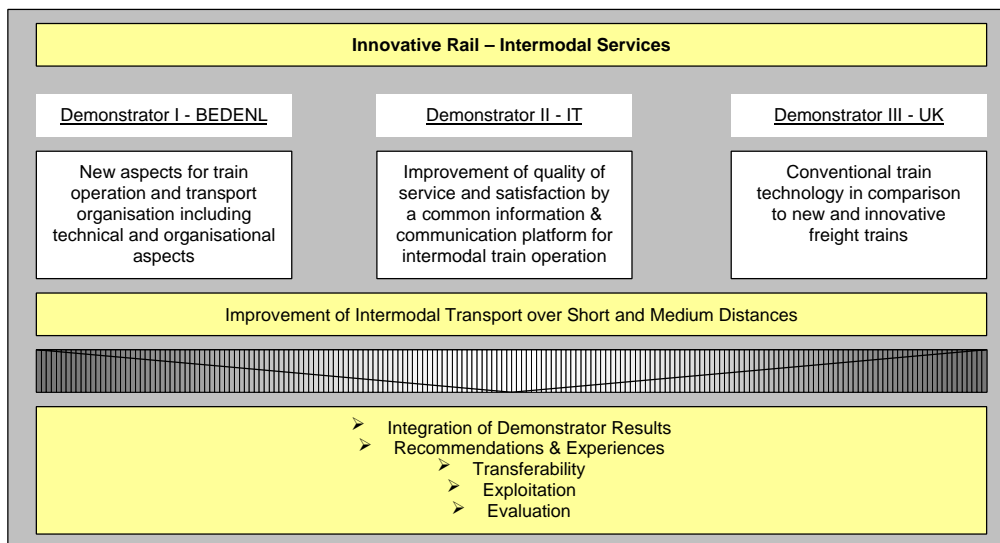 Innovative Rail – Intermodal Services
Demonstrator I - BEDENL
New aspects for train
operation and transport
organisation including
technical and organisational
aspects
Demonstrator II - IT
Improvement of quality of
service and satisfaction by
a common information &
communication platform for
intermodal train operation
Demonstrator III - UK
Conventional train
technology in comparison
to new and innovative
freight trains
Improvement of Intermodal Transport over Short and Medium Distances
➢ Integration of Demonstrator Results
➢ Recommendations & Experiences
➢ Transferability
➢ Exploitation
➢ Evaluation